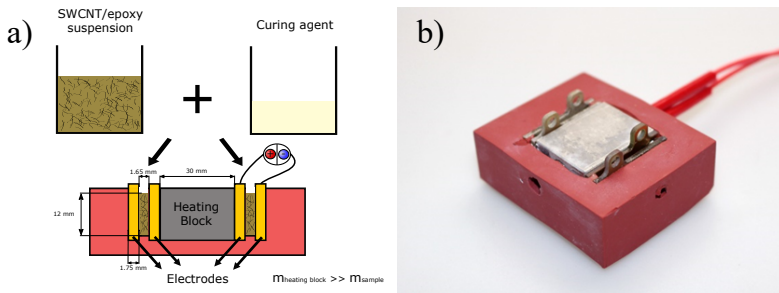 a)
SWCNT/epoxy
suspension
Curing agent
b)
1.65 mm
30 mm
12 mm
Heating
Block
1.75 mm
Electrodes
mheating block >> msample